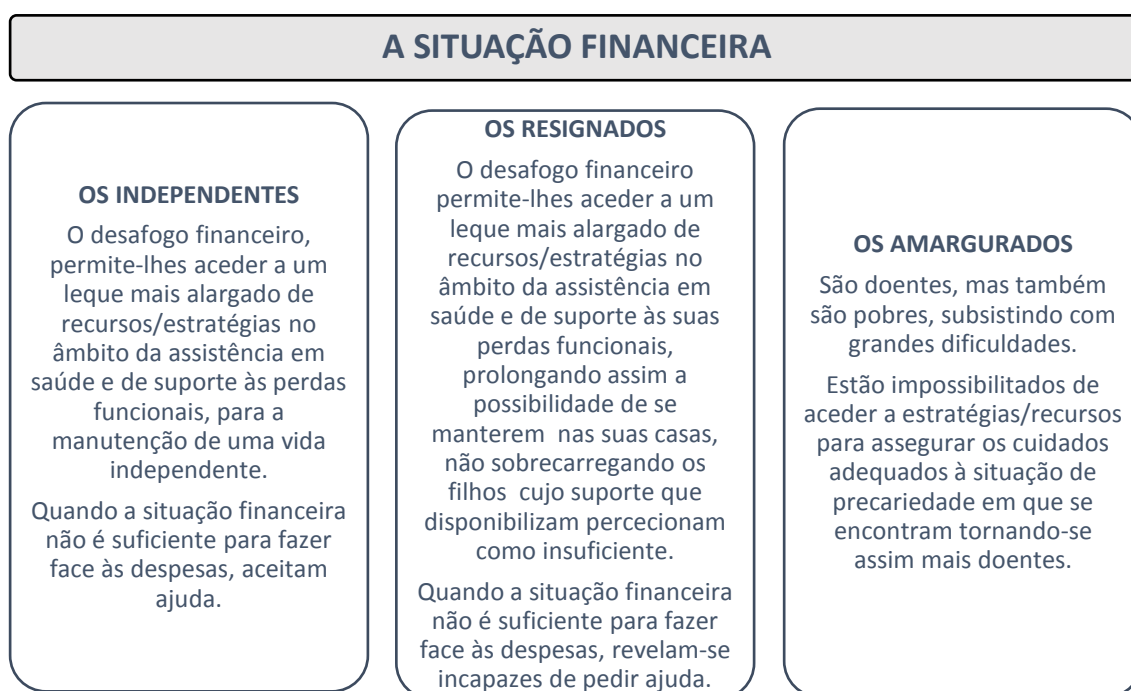 A SITUAÇÃO FINANCEIRA
OS INDEPENDENTES
O desafogo financeiro,
permite-lhes aceder a um
leque mais alargado de
recursos/estratégias no
âmbito da assistência em
saúde e de suporte às perdas
funcionais, para a
manutenção de uma vida
independente.
Quando a situação financeira
não é suficiente para fazer
face às despesas, aceitam
ajuda.
OS RESIGNADOS
O desafogo financeiro
permite-lhes aceder a um
leque mais alargado de
recursos/estratégias no
âmbito da assistência em
saúde e de suporte às suas
perdas funcionais,
prolongando assim a
possibilidade de se
manterem nas suas casas,
não sobrecarregando os
filhos cujo suporte que
disponibilizam percecionam
como insuficiente.
Quando a situação financeira
não é suficiente para fazer
face às despesas, revelam-se
incapazes de pedir ajuda.
OS AMARGURADOS
São doentes, mas também
são pobres, subsistindo com
grandes dificuldades.
Estão impossibilitados de
aceder a estratégias/recursos
para assegurar os cuidados
adequados à situação de
precariedade em que se
encontram tornando-se
assim mais doentes.